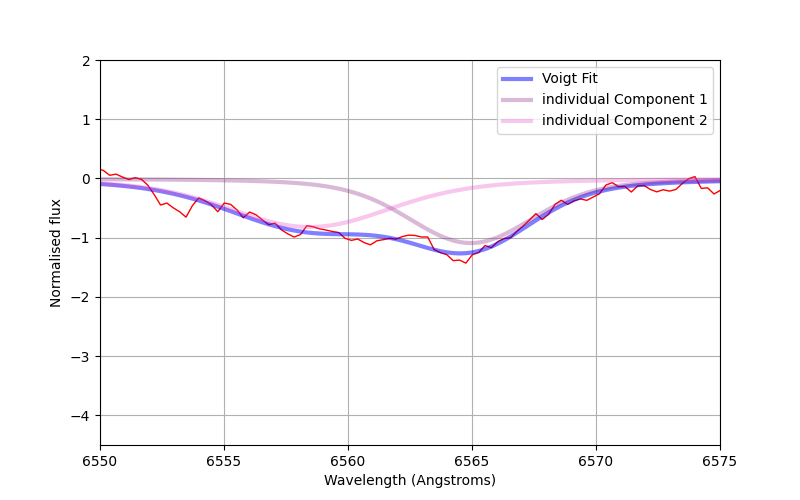 2
1
0
−1
−2
−3
−4
Normalised flux
Voigt Fit
individual Component 1
individual Component 2
6550 6555 6560 6565 6570 6575
Wavelength (Angstroms)